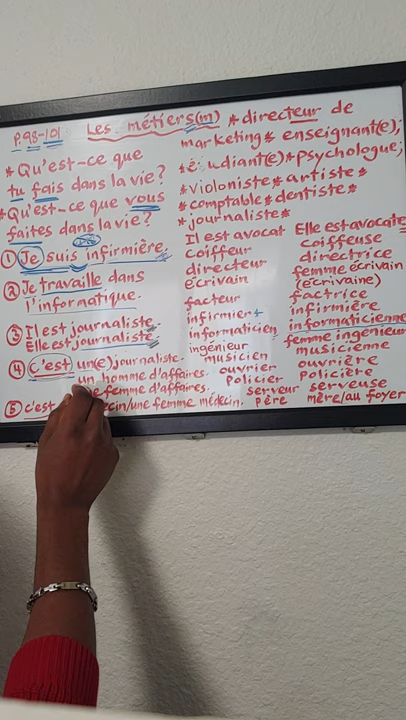 P. 98-101 Les métiers(m) *directeur de
marketing* enseignant(e);
udiant(e)*psychologue;
*violoniste*artiste*
*comptable*dentiste*
*journaliste*
*Qu'est-ce que
tu fais dans la vie?
*Qu'est-ce que vous
faites dans la vie?
① Je suis infirmière.
② Je travaille dans
l'informatique.
③ Il est journaliste.
Elle est journaliste.
④ c'est un(e) journaliste.
un homme d'affaires.
femme d'affaires.
⑤ c'est /une femme médecin.
Il est avocat Elle est avocate
coiffeur coiffeuse
directeur directrice
écrivain femme écrivain
(écrivaine)
facteur factrice
infirmier infirmière
informaticien informaticienne
ingénieur femme ingénieur
musicien musicienne
ouvrier ouvrière
policier policière
serveur serveuse
père mère/au foyer